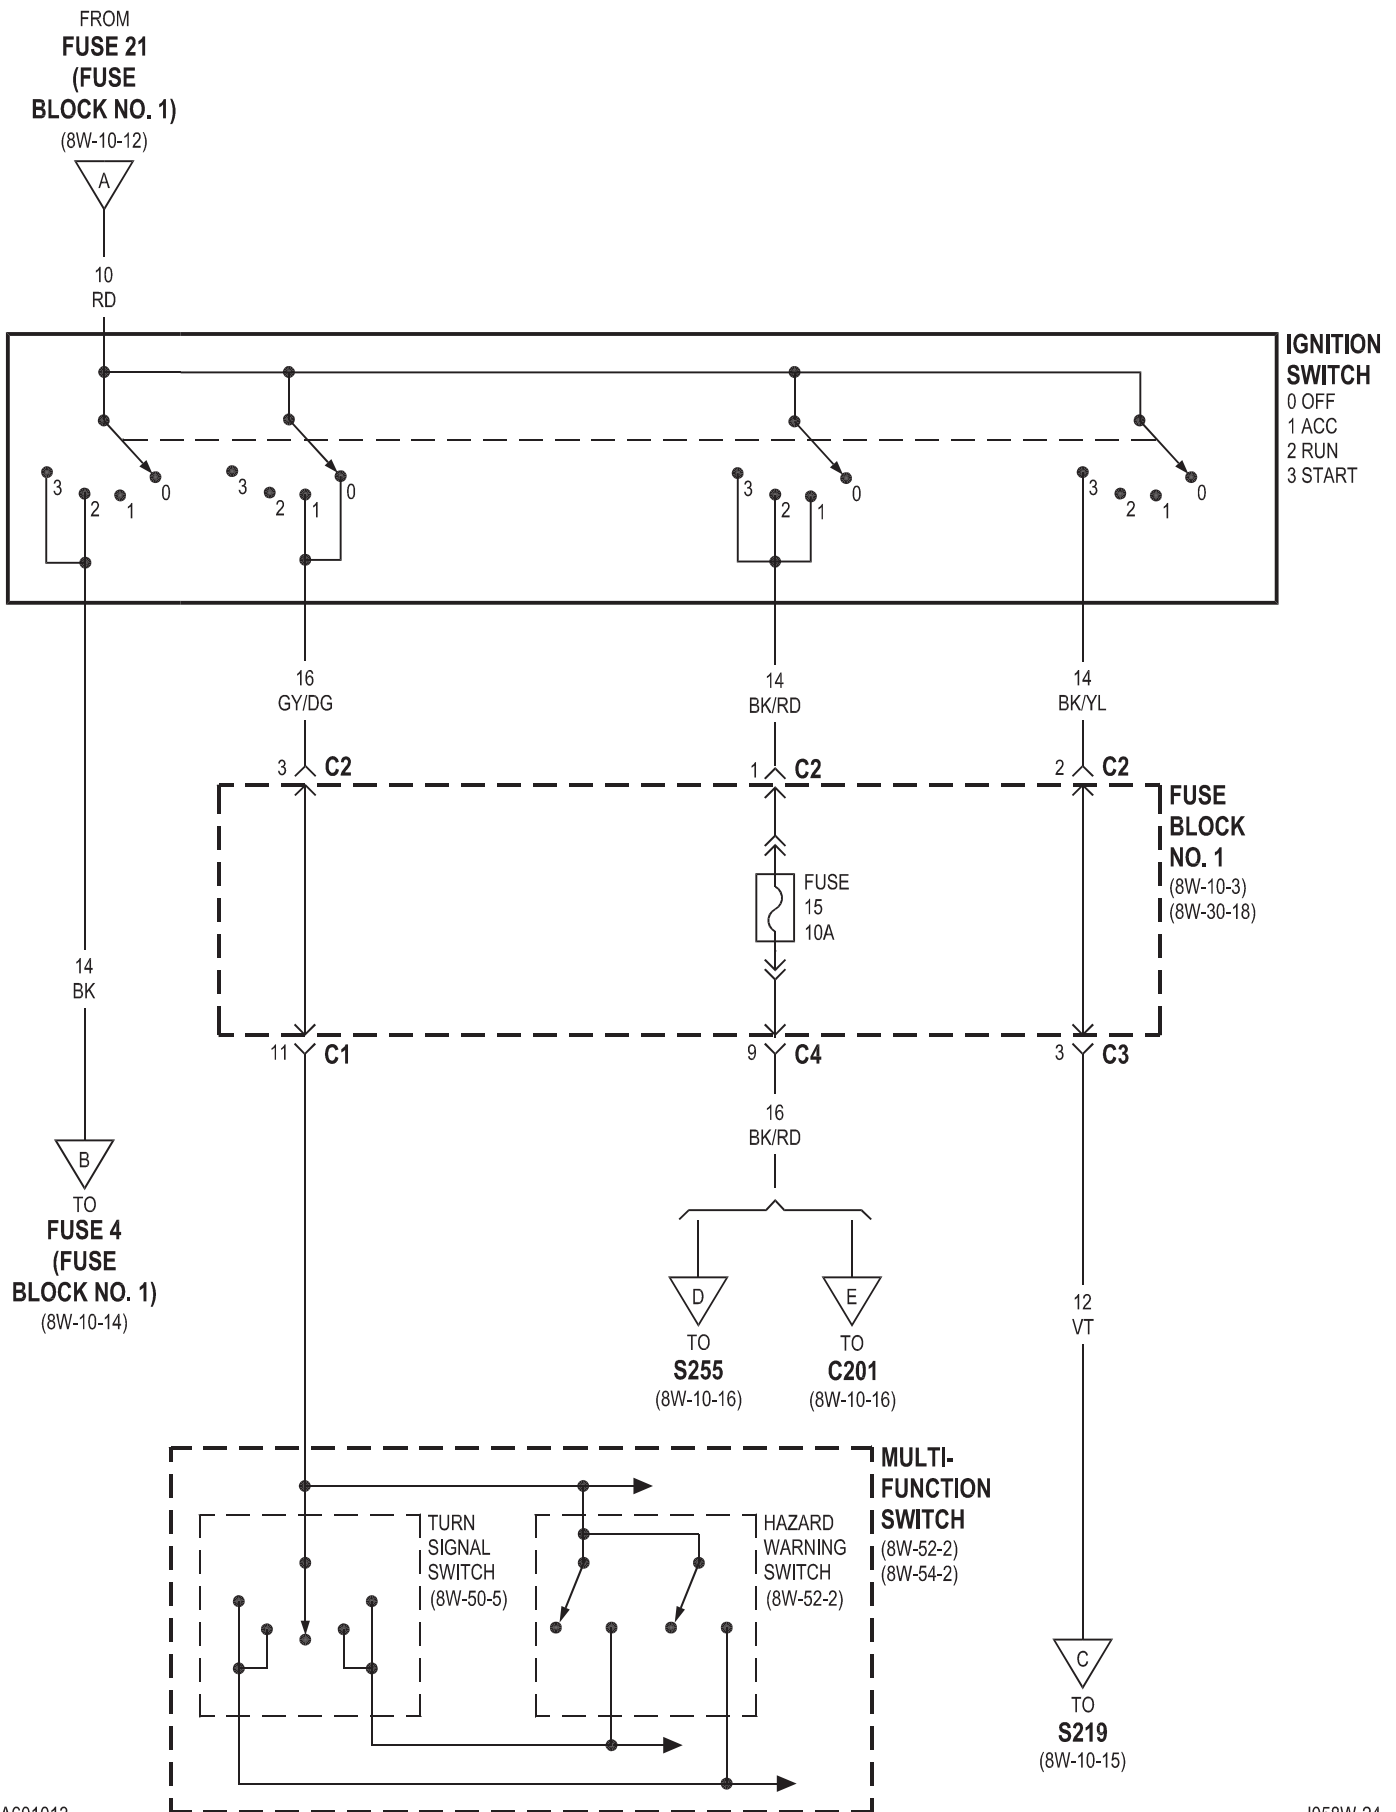 FROM
FUSE 21
(FUSE
BLOCK NO. 1)
(8W-10-12)
A
10
RD
IGNITION
SWITCH
0 OFF
1 ACC
2 RUN
3 START
3
2
1
0
3
2
1
0
3
2
1
0
3
2
1
0
16
GY/DG
14
BK/RD
14
BK/YL
3 C2
1 C2
2 C2
FUSE
BLOCK
NO. 1
(8W-10-3)
(8W-30-18)
FUSE
15
10A
14
BK
11 C1
9 C4
3 C3
16
BK/RD
B
TO
FUSE 4
(FUSE
BLOCK NO. 1)
(8W-10-14)
D
TO
S255
(8W-10-16)
E
TO
C201
(8W-10-16)
12
VT
MULTI-
FUNCTION
SWITCH
(8W-52-2)
(8W-54-2)
TURN
SIGNAL
SWITCH
(8W-50-5)
HAZARD
WARNING
SWITCH
(8W-52-2)
C
TO
S219
(8W-10-15)